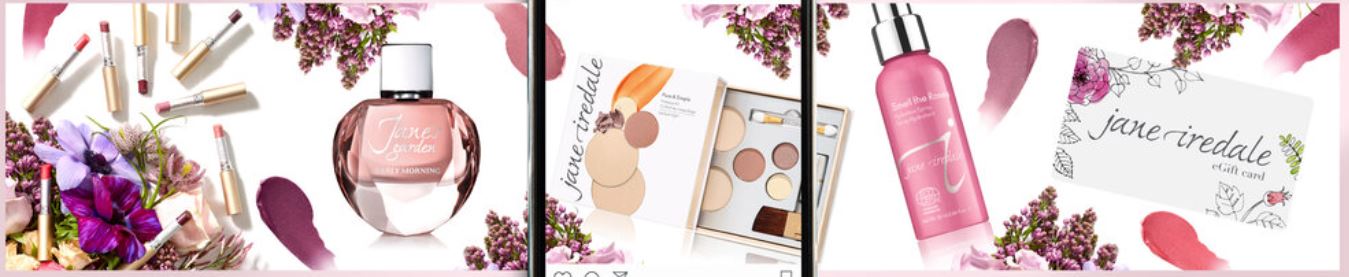 Jane's
garden
EARLY MORNING
jane iredale
Pure & Simple
Smell the Roses
jane iredale
jane iredale
eGift card